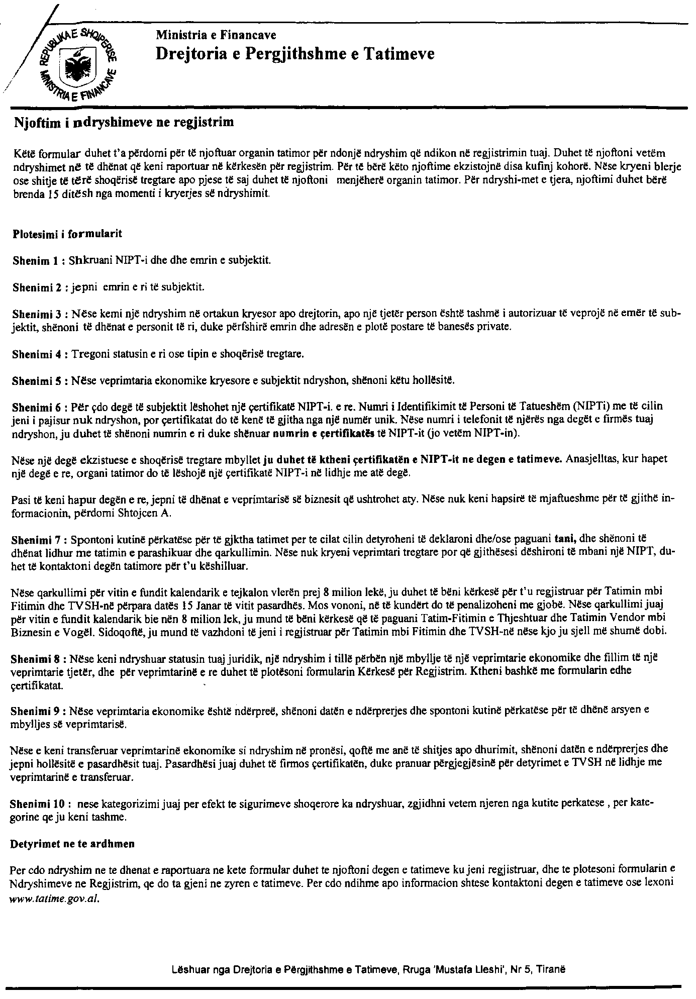 REPUBLIKA E SHQIPERISE
MINISTRIA E FINANCAVE
Ministria e Financave
Drejtoria e Pergjithshme e Tatimeve
Njoftim i ndryshimeve ne regjistrim
Këtë formular duhet t'a përdorni për të njoftuar organin tatimor për ndonjë ndryshim që ndikon në regjistrimin tuaj. Duhet të njoftoni vetëm
ndryshimet në të dhënat që keni raportuar në kërkesën për regjistrim. Për të bërë këto njoftime ekzistojnë disa kufinj kohorë. Nëse kryeni blerje
ose shitje të tërë shoqërisë tregtare apo pjese të saj duhet të njoftoni menjëherë organin tatimor. Për ndryshi-met e tjera, njoftimi duhet bërë
brenda 15 ditësh nga momenti i kryerjes së ndryshimit.
Plotesimi i formularit
Shenim 1 : Shkruani NIPT-i dhe dhe emrin e subjektit.
Shenimi 2 : jepni emrin e ri të subjektit.
Shenimi 3 : Nëse kemi një ndryshim në ortakun kryesor apo drejtorin, apo një tjetër person është tashmë i autorizuar të veprojë në emër të sub-
jektit, shënoni të dhënat e personit të ri, duke përfshirë emrin dhe adresën e plotë postare të banesës private.
Shenimi 4 : Tregoni statusin e ri ose tipin e shoqërisë tregtare.
Shenimi 5 : Nëse veprimtaria ekonomike kryesore e subjektit ndryshon, shënoni këtu hollësitë.
Shenimi 6 : Për çdo degë të subjektit lëshohet një çertifikatë NIPT-i. e re. Numri i Identifikimit të Personi të Tatueshëm (NIPTi) me të cilin
jeni i pajisur nuk ndryshon, por çertifikatat do të kenë të gjitha nga një numër unik. Nëse numri i telefonit të njërës nga degët e firmës tuaj
ndryshon, ju duhet të shënoni numrin e ri duke shënuar numrin e çertifikatës të NIPT-it (jo vetëm NIPT-in).
Nëse një degë ekzistuese e shoqërisë tregtare mbyllet ju duhet të ktheni çertifikatën e NIPT-it ne degen e tatimeve. Anasjelltas, kur hapet
një degë e re, organi tatimor do të lëshojë një çertifikatë NIPT-i në lidhje me atë degë.
Pasi të keni hapur degën e re, jepni të dhënat e veprimtarisë së biznesit që ushtrohet aty. Nëse nuk keni hapsirë të mjaftueshme për të gjithë in-
formacionin, përdorni Shtojcen A.
Shenimi 7 : Spontoni kutinë përkatëse për të gjktha tatimet per te cilat cilin detyroheni të deklaroni dhe/ose paguani tani, dhe shënoni të
dhënat lidhur me tatimin e parashikuar dhe qarkullimin. Nëse nuk kryeni veprimtari tregtare por që gjithësesi dëshironi të mbani një NIPT, du-
het të kontaktoni degën tatimore për t'u këshilluar.
Nëse qarkullimi për vitin e fundit kalendarik e tejkalon vlerën prej 8 milion lekë, ju duhet të bëni kërkesë për t'u regjistruar për Tatimin mbi
Fitimin dhe TVSH-në përpara datës 15 Janar të vitit pasardhës. Mos vononi, në të kundërt do të penalizoheni me gjobë. Nëse qarkullimi juaj
për vitin e fundit kalendarik bie nën 8 milion lek, ju mund të bëni kërkesë që të paguani Tatim-Fitimin e Thjeshtuar dhe Tatimin Vendor mbi
Biznesin e Vogël. Sidoqoftë, ju mund të vazhdoni të jeni i regjistruar për Tatimin mbi Fitimin dhe TVSH-në nëse kjo ju sjell më shumë dobi.
Shenimi 8 : Nëse keni ndryshuar statusin tuaj juridik, një ndryshim i tillë përbën një mbyllje të një veprimtarie ekonomike dhe fillim të një
veprimtarie tjetër, dhe për veprimtarinë e re duhet të plotësoni formularin Kërkesë për Regjistrim. Ktheni bashkë me formularin edhe
çertifikatat.
Shenimi 9 : Nëse veprimtaria ekonomike është ndërpreë, shënoni datën e ndërprerjes dhe spontoni kutinë përkatëse për të dhënë arsyen e
mbylljes së veprimtarisë.
Nëse e keni transferuar veprimtarinë ekonomike si ndryshim në pronësi, qoftë me anë të shitjes apo dhurimit, shënoni datën e ndërprerjes dhe
jepni hollësitë e pasardhësit tuaj. Pasardhësi juaj duhet të firmos çertifikatën, duke pranuar përgjegjësinë për detyrimet e TVSH në lidhje me
veprimtarinë e transferuar.
Shenimi 10 : nese kategorizimi juaj per efekt te sigurimeve shoqerore ka ndryshuar, zgjidhni vetem njeren nga kutite perkatese , per kate-
gorine qe ju keni tashme.
Detyrimet ne te ardhmen
Per cdo ndryshim ne te dhenat e raportuara ne kete formular duhet te njoftoni degen e tatimeve ku jeni regjistruar, dhe te plotesoni formularin e
Ndryshimeve ne Regjistrim, qe do ta gjeni ne zyren e tatimeve. Per cdo ndihme apo informacion shtese kontaktoni degen e tatimeve ose lexoni
www.tatime.gov.al.
Lëshuar nga Drejtoria e Përgjithshme e Tatimeve, Rruga 'Mustafa Lleshi', Nr 5, Tiranë